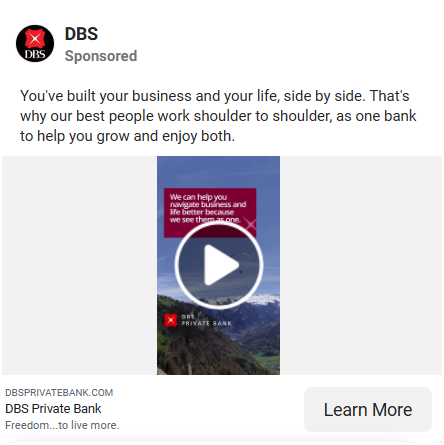 DBS
DBS
Sponsored
You've built your business and your life, side by side. That's
why our best people work shoulder to shoulder, as one bank
to help you grow and enjoy both.
We can help you
navigate business and
life better because
we see them as one.
DBS
PRIVATE BANK
DBSPRIVATEBANK.COM
DBS Private Bank
Freedom...to live more.
Learn More